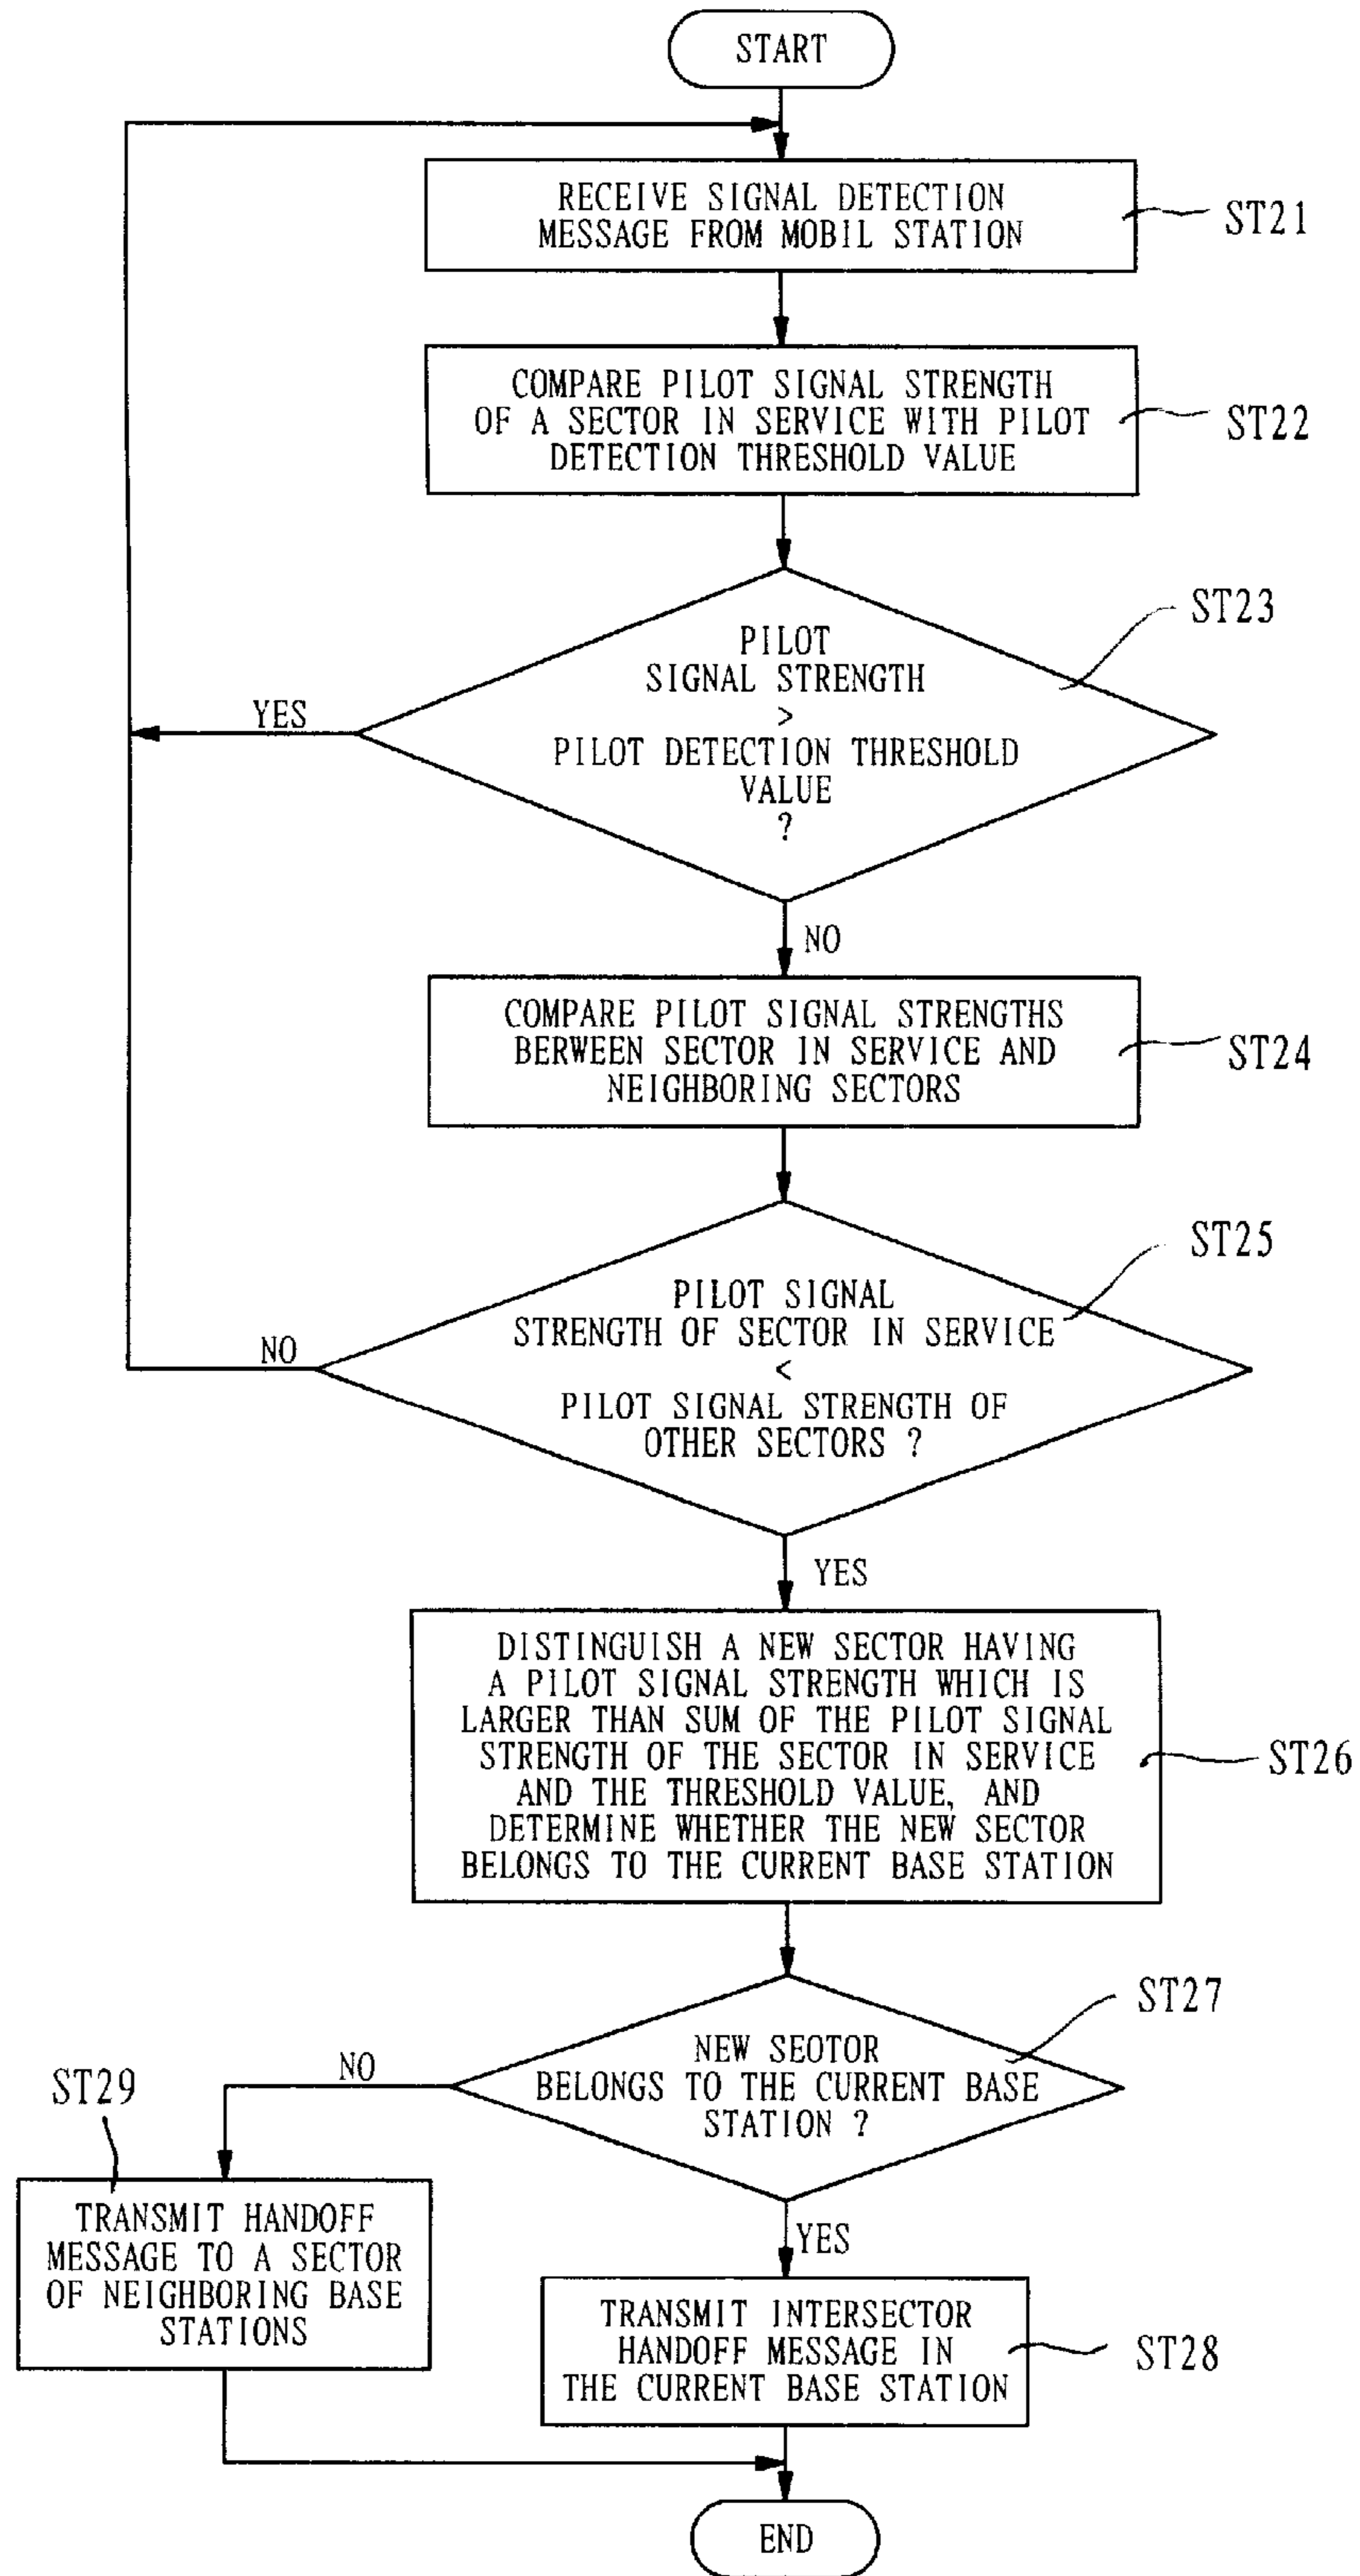 START
RECEIVE SIGNAL DETECTION
MESSAGE FROM MOBIL STATION
ST21
COMPARE PILOT SIGNAL STRENGTH
OF A SECTOR IN SERVICE WITH PILOT
DETECTION THRESHOLD VALUE
ST22
PILOT
SIGNAL STRENGTH
>
PILOT DETECTION THRESHOLD
VALUE
?
ST23
YES
NO
COMPARE PILOT SIGNAL STRENGTHS
BERWEEN SECTOR IN SERVICE AND
NEIGHBORING SECTORS
ST24
PILOT SIGNAL
STRENGTH OF SECTOR IN SERVICE
<
PILOT SIGNAL STRENGTH OF
OTHER SECTORS ?
ST25
NO
YES
DISTINGUISH A NEW SECTOR HAVING
A PILOT SIGNAL STRENGTH WHICH IS
LARGER THAN SUM OF THE PILOT SIGNAL
STRENGTH OF THE SECTOR IN SERVICE
AND THE THRESHOLD VALUE, AND
DETERMINE WHETHER THE NEW SECTOR
BELONGS TO THE CURRENT BASE STATION
ST26
NEW SEOTOR
BELONGS TO THE CURRENT BASE
STATION ?
ST27
NO
YES
ST29
TRANSMIT HANDOFF
MESSAGE TO A SECTOR
OF NEIGHBORING BASE
STATIONS
TRANSMIT INTERSECTOR
HANDOFF MESSAGE IN
THE CURRENT BASE STATION
ST28
END